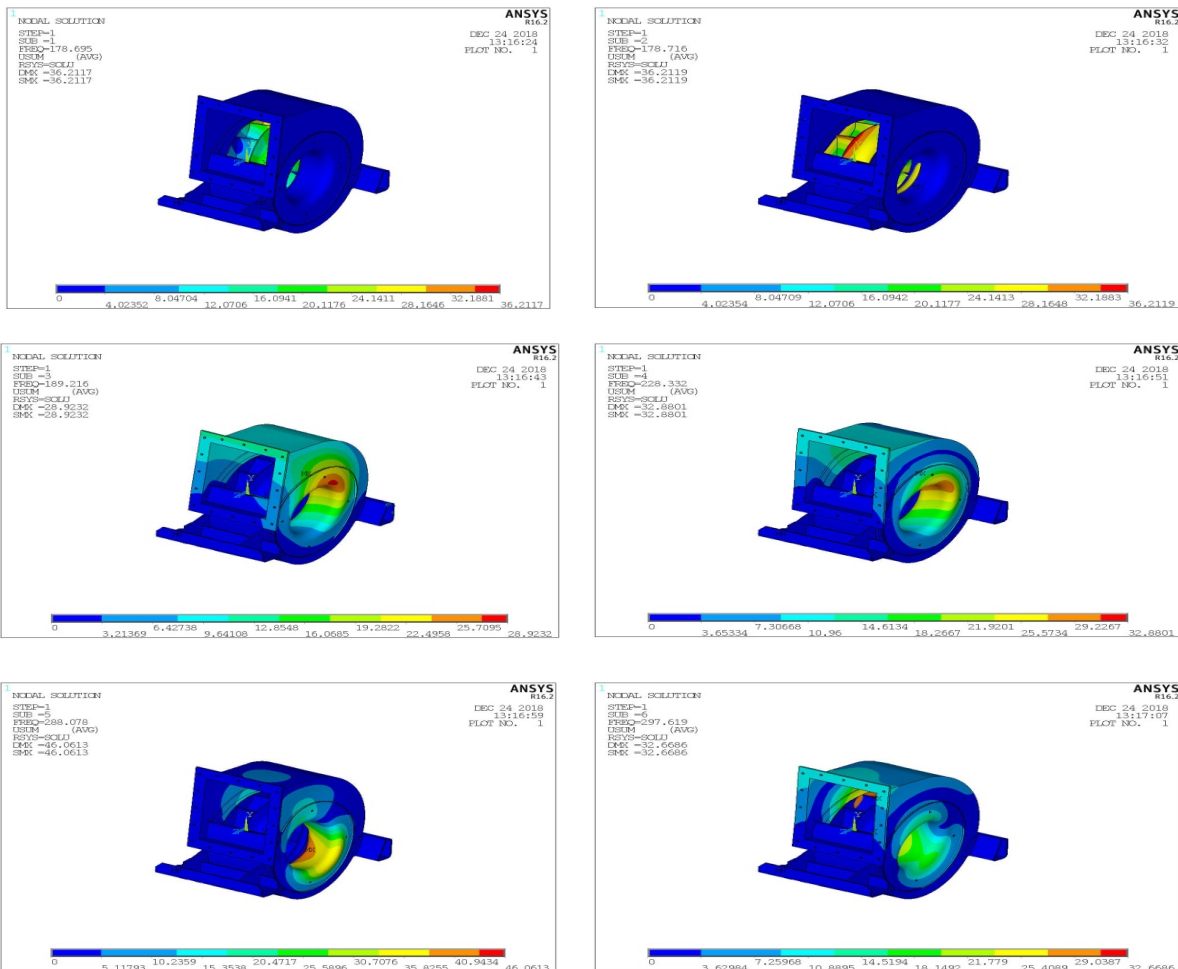 1
NODAL SOLUTION
STEP=1
SUB =1
FREQ=178.695
USUM (AVG)
RSYS=SOLU
DMX =36.2117
SMX =36.2117
ANSYS
R16.2
DEC 24 2018
13:16:24
PLOT NO. 1
0 8.04704 16.0941 24.1411 32.1881
4.02352 12.0706 20.1176 28.1646 36.2117
NODAL SOLUTION
STEP=1
SUB =2
FREQ=178.716
USUM (AVG)
RSYS=SOLU
DMX =36.2119
SMX =36.2119
ANSYS
R16.2
DEC 24 2018
13:16:32
PLOT NO. 1
0 8.04709 16.0942 24.1413 32.1883
4.02354 12.0706 20.1177 28.1648 36.2119
1
NODAL SOLUTION
STEP=1
SUB =3
FREQ=189.216
USUM (AVG)
RSYS=SOLU
DMX =28.9232
SMX =28.9232
ANSYS
R16.2
DEC 24 2018
13:16:43
PLOT NO. 1
0 6.42738 12.8548 19.2822 25.7095
3.21369 9.64108 16.0685 22.4958 28.9232
1
NODAL SOLUTION
STEP=1
SUB =4
FREQ=228.332
USUM (AVG)
RSYS=SOLU
DMX =32.8801
SMX =32.8801
ANSYS
R16.2
DEC 24 2018
13:16:51
PLOT NO. 1
0 7.30668 14.6134 21.9201 29.2267
3.65334 10.96 18.2667 25.5734 32.8801
1
NODAL SOLUTION
STEP=1
SUB =5
FREQ=288.078
USUM (AVG)
RSYS=SOLU
DMX =46.0613
SMX =46.0613
ANSYS
R16.2
DEC 24 2018
13:16:59
PLOT NO. 1
0 10.2359 20.4717 30.7076 40.9434
5.11793 15.3538 25.5896 35.8255 46.0613
1
NODAL SOLUTION
STEP=1
SUB =6
FREQ=297.619
USUM (AVG)
RSYS=SOLU
DMX =32.6686
SMX =32.6686
ANSYS
R16.2
DEC 24 2018
13:17:07
PLOT NO. 1
0 7.25968 14.5194 21.779 29.0387
3.62984 10.8895 18.1492 25.4089 32.6686